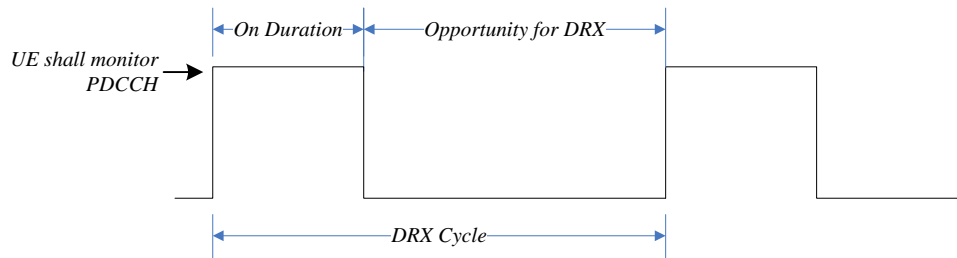 On Duration
Opportunity for DRX
UE shall monitor
PDCCH
DRX Cycle